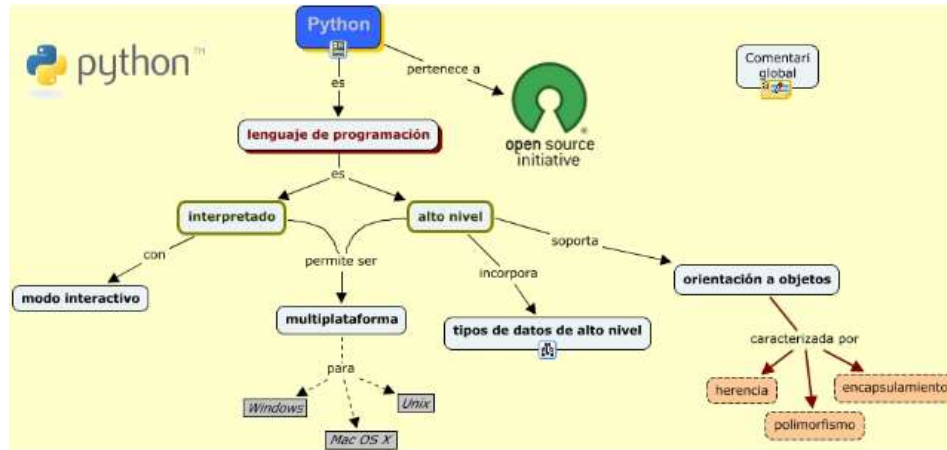 Python
python™
pertenece a
Comentari
global
es
lenguaje de programación
open source
initiative
®
es
interpretado
alto nivel
soporta
con
permite ser
incorpora
orientación a objetos
modo interactivo
multiplataforma
tipos de datos de alto nivel
caracterizada por
para
herencia
encapsulamiento
Windows
Unix
polimorfismo
Mac OS X